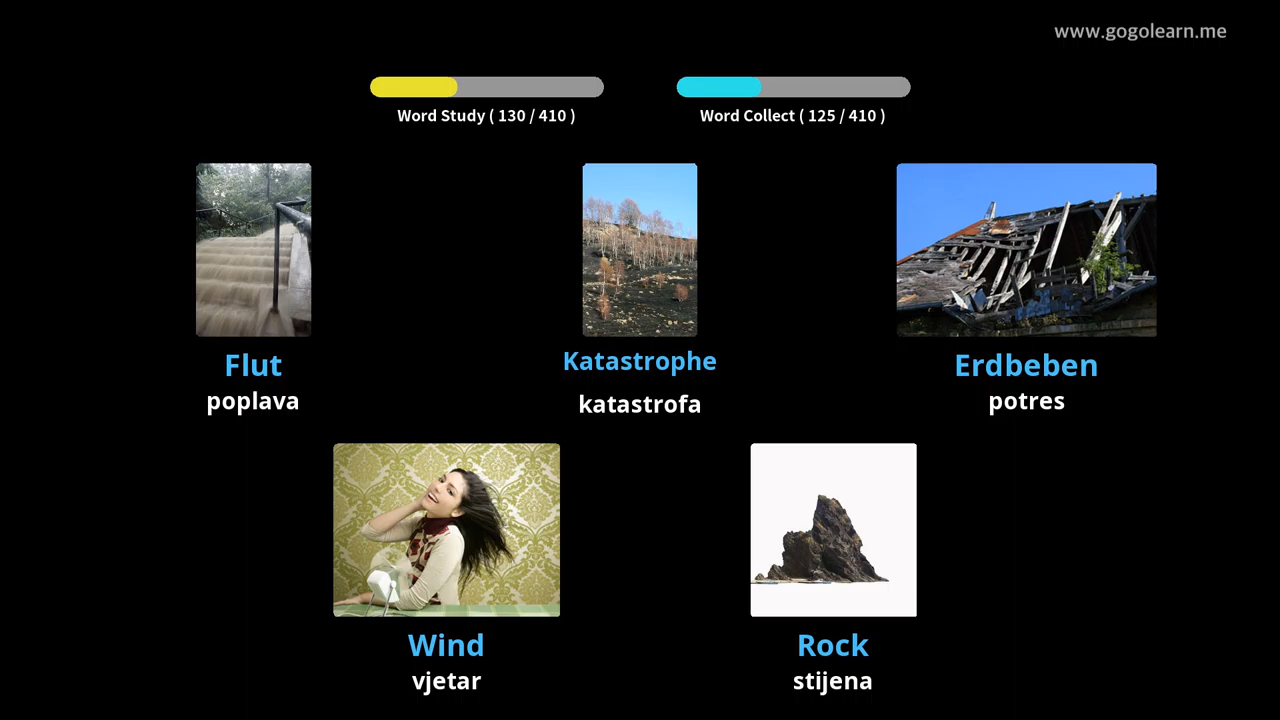 www.gogolearn.me
Word Study ( 130 / 410 )
Word Collect ( 125 / 410 )
Flut
poplava
Katastrophe
katastrofa
Erdbeben
potres
Wind
vjetar
Rock
stijena